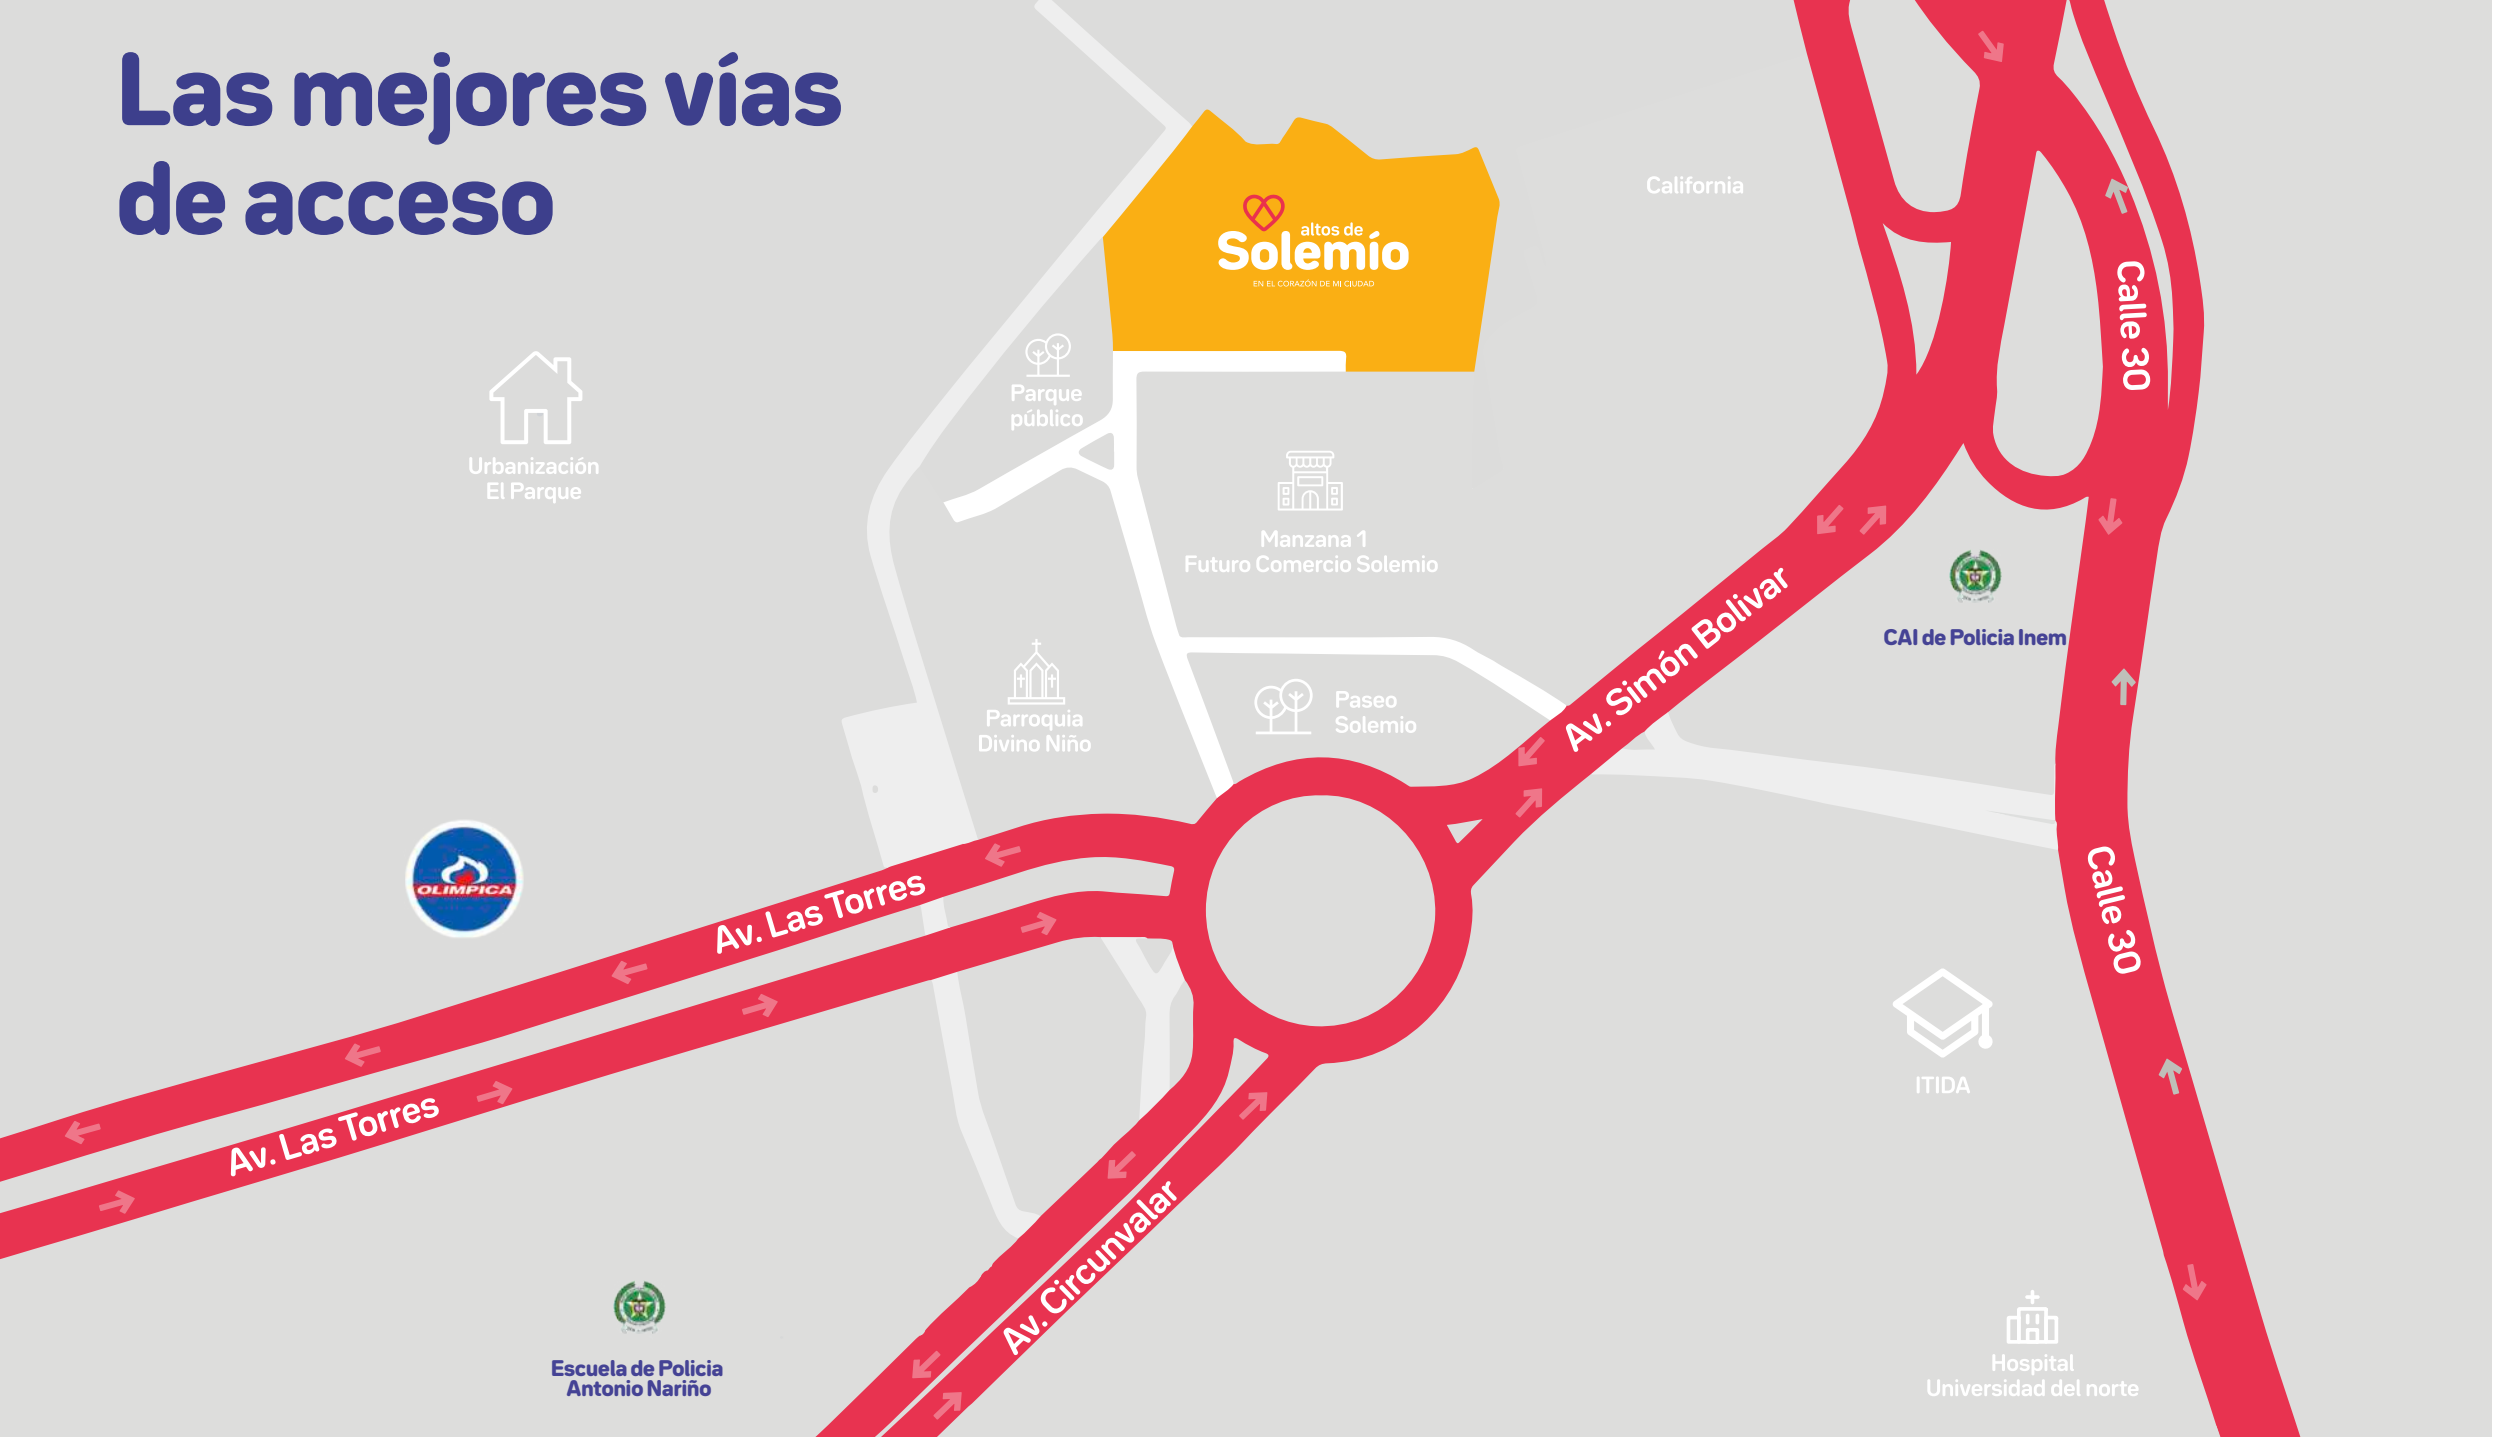 Las mejores vías
de acceso
California
altos de
Solemío
EN EL CORAZÓN DE MI CIUDAD
Calle 30
Parque
público
Urbanización
El Parque
Manzana 1
Futuro Comercio Solemio
Av. Simón Bolivar
CAI de Policia Inem
Parroquia
Divino Niño
Paseo
Solemio
OLIMPICA
Av. Las Torres
Calle 30
ITIDA
Av. Las Torres
Av. Circunvalar
Escuela de Policia
Antonio Nariño
Hospital
Universidad del norte